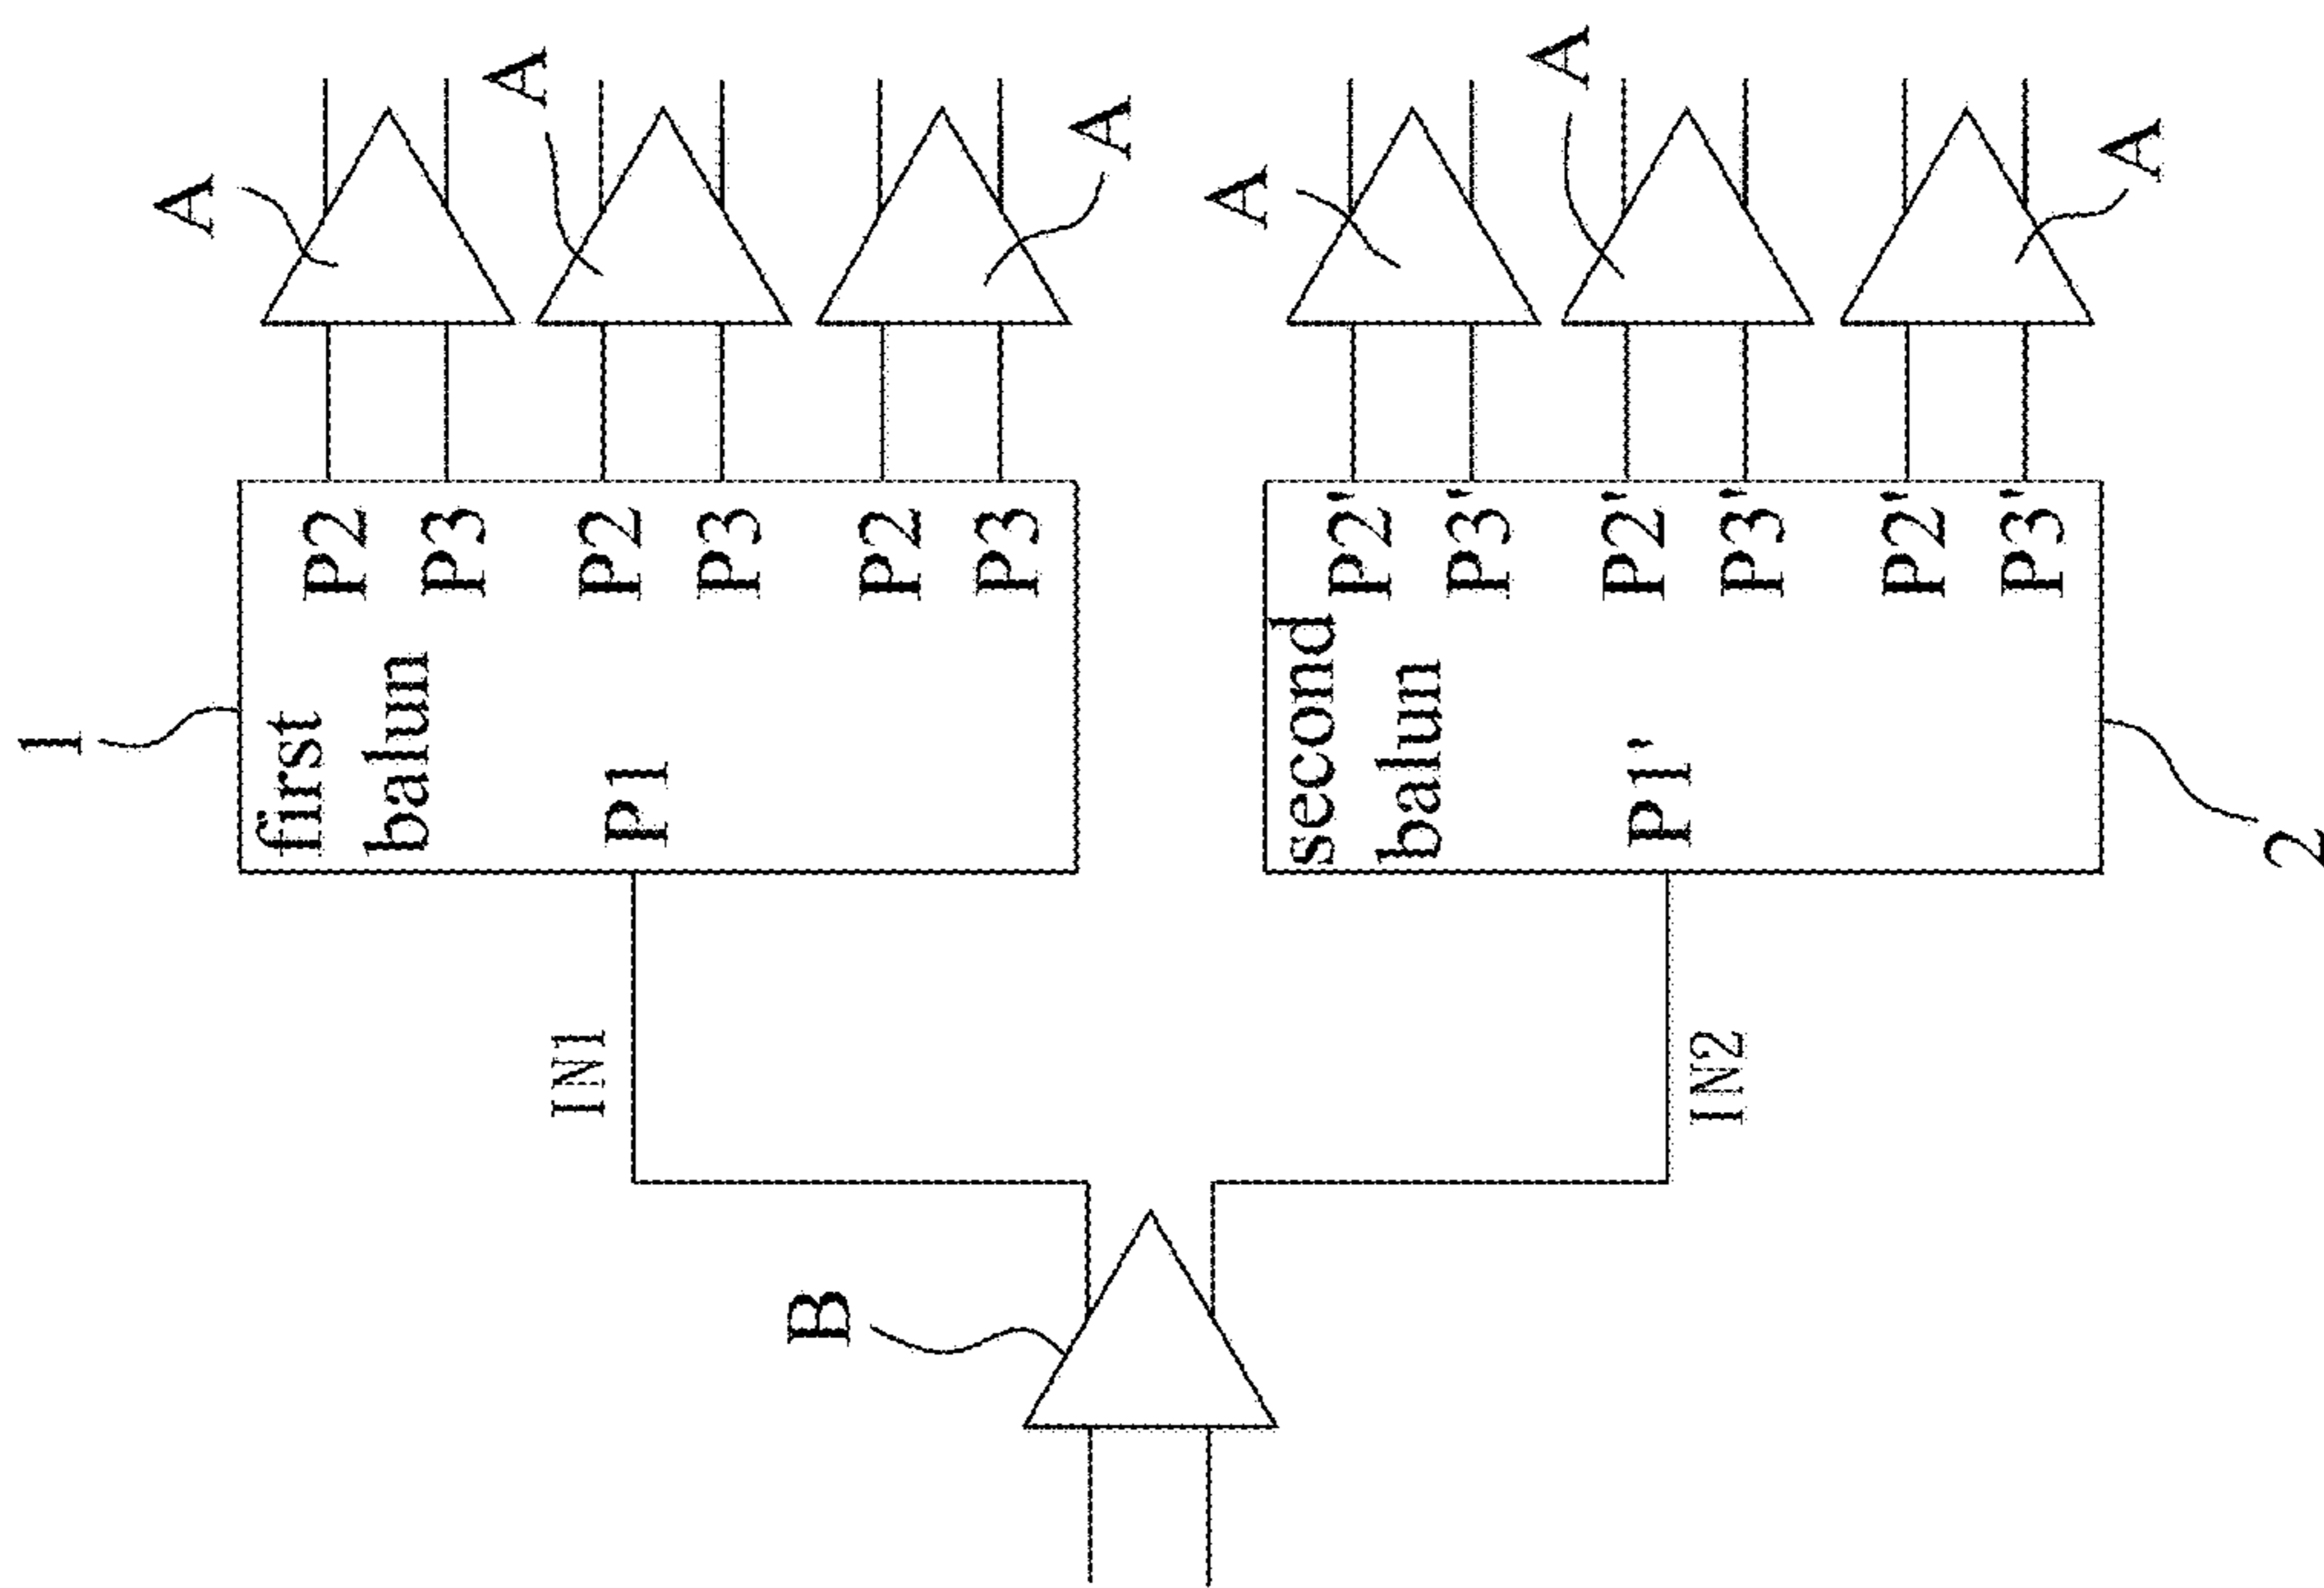 1
A
first
P2
balun
P3
A
IN1
P2
P1
P3
B
P2
P3
A
A
second
P2'
balun
P3'
A
P2'
P1'
IN2
P3'
P2'
P3'
A
2